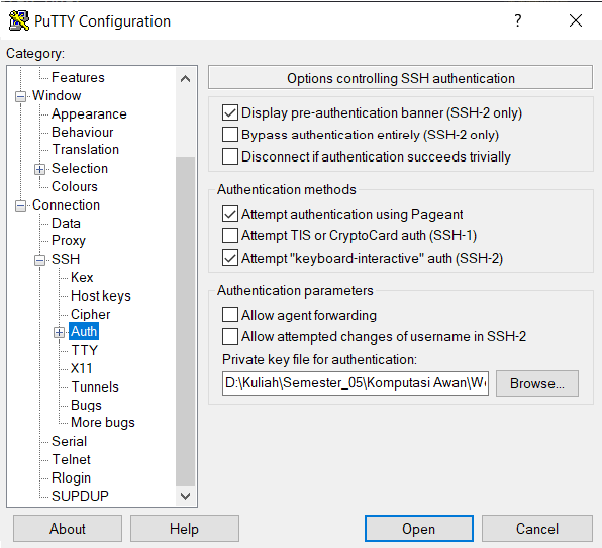 PuTTY Configuration
?
Category:
Features
Window
Appearance
Behaviour
Translation
Selection
Colours
Connection
Data
Proxy
SSH
Kex
Host keys
Cipher
Auth
TTY
X11
Tunnels
Bugs
More bugs
Serial
Telnet
Rlogin
SUPDUP
Options controlling SSH authentication
Display pre-authentication banner (SSH-2 only)
Bypass authentication entirely (SSH-2 only)
Disconnect if authentication succeeds trivially
Authentication methods
Attempt authentication using Pageant
Attempt TIS or CryptoCard auth (SSH-1)
Attempt "keyboard-interactive" auth (SSH-2)
Authentication parameters
Allow agent forwarding
Allow attempted changes of username in SSH-2
Private key file for authentication:
D:\Kuliah\Semester_05\Komputasi Awan\W
Browse...
About
Help
Open
Cancel